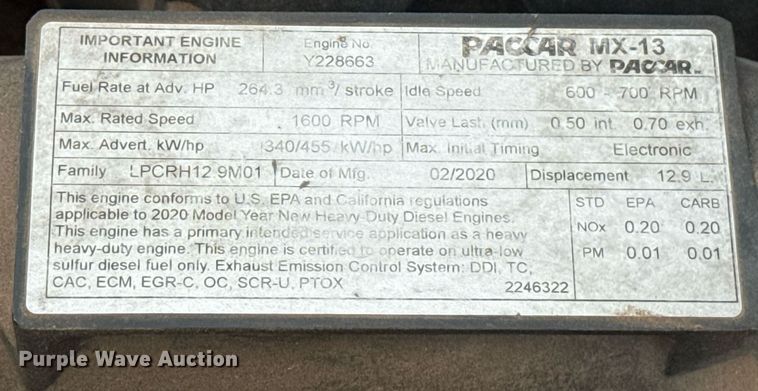 IMPORTANT ENGINE
INFORMATION
Engine No
Y228663
PACCAR MX-13
MANUFACTURED BY PACCAR
Fuel Rate at Adv. HP 264.3 mm³/ stroke Idle Speed 600 - 700 RPM
Max. Rated Speed 1600 RPM Valve Lash (mm) 0.50 int. 0.70 exh.
Max. Advert. kW/hp 340/455 kW/hp Max. Initial Timing Electronic
Family LPCRH12.9M01 Date of Mfg. 02/2020 Displacement 12.9 L.
This engine conforms to U.S. EPA and California regulations
applicable to 2020 Model Year New Heavy-Duty Diesel Engines.
This engine has a primary intended service application as a heavy
heavy-duty engine. This engine is certified to operate on ultra-low
sulfur diesel fuel only. Exhaust Emission Control System: DDI, TC,
CAC, ECM, EGR-C, OC, SCR-U, PTOX 2246322
STD EPA CARB
NOx 0.20 0.20
PM 0.01 0.01
Purple Wave Auction